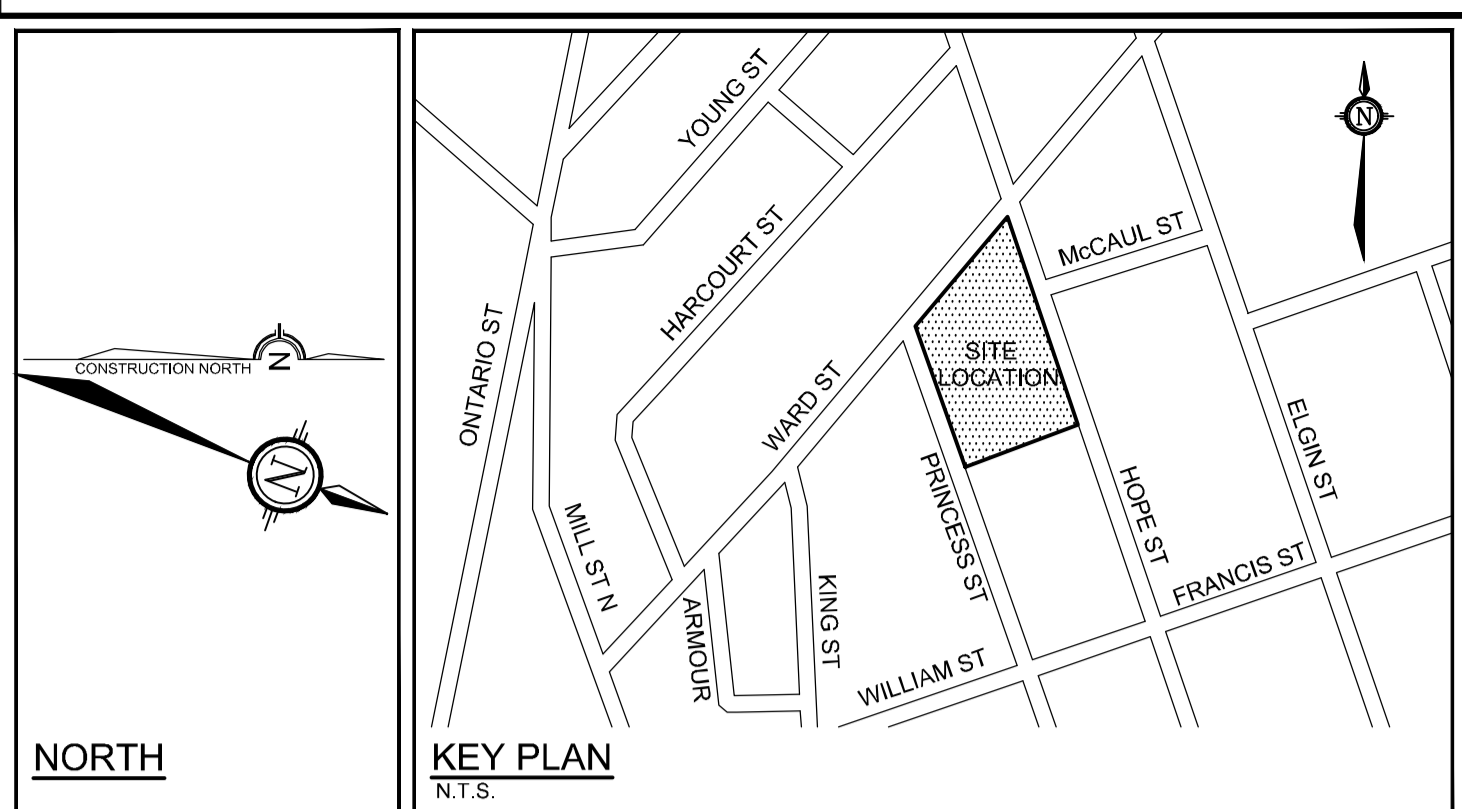 CONSTRUCTION NORTH
N
N
NORTH
YOUNG ST
N
HARCOURT ST
McCAUL ST
ONTARIO ST
SITE
LOCATION
WARD ST
ELGIN ST
PRINCESS ST
HOPE ST
MILL ST N
KING ST
ARMOUR
FRANCIS ST
WILLIAM ST
KEY PLAN
N.T.S.